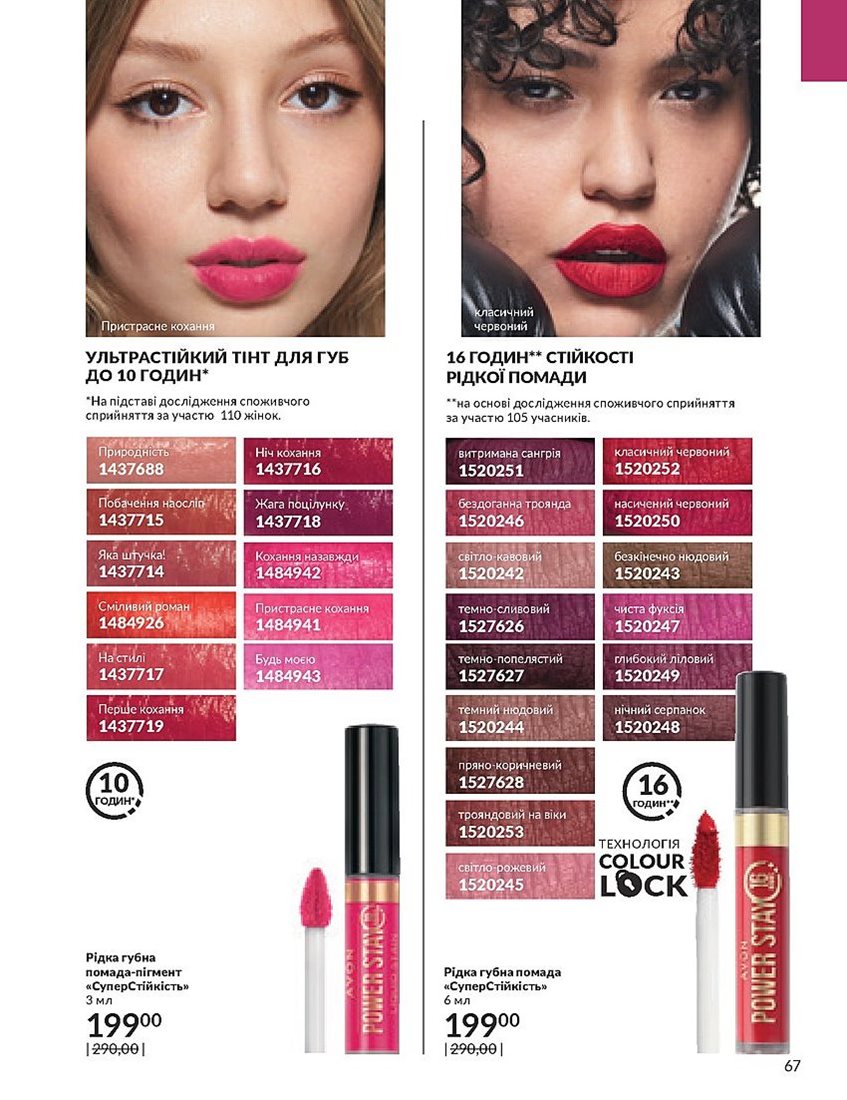 Пристрасне кохання
УЛЬТРАСТІЙКИЙ ТІНТ ДЛЯ ГУБ
ДО 10 ГОДИН*
*На підставі дослідження споживчого
сприйняття за участю 110 жінок.
Природність
1437688
Ніч кохання
1437716
Побачення наосліп
1437715
Жага поцілунку
1437718
Яка штучка!
1437714
Кохання назавжди
1484942
Сміливий роман
1484926
Пристрасне кохання
1484941
На стилі
1437717
Будь моєю
1484943
Перше кохання
1437719
10
ГОДИН*
AVON
POWER STAY
LIQUID STAIN
Рідка губна
помада-пігмент
«СуперСтійкість»
3 мл
19900
|290,00|
класичний
червоний
16 ГОДИН** СТІЙКОСТІ
РІДКОЇ ПОМАДИ
**на основі дослідження споживчого сприйняття
за участю 105 учасників.
витримана сангрія
1520251
класичний червоний
1520252
бездоганна троянда
1520246
насичений червоний
1520250
світло-кавовий
1520242
безкінечно нюдовий
1520243
темно-сливовий
1527626
чиста фуксія
1520247
темно-попелястий
1527627
глибокий ліловий
1520249
темний нюдовий
1520244
нічний серпанок
1520248
пряно-коричневий
1527628
трояндовий на віки
1520253
світло-рожевий
1520245
16
ГОДИН**
ТЕХНОЛОГІЯ
COLOUR
LOCK
AVON
POWER STAY 16
Рідка губна помада
«СуперСтійкість»
6 мл
19900
|290,00|
67